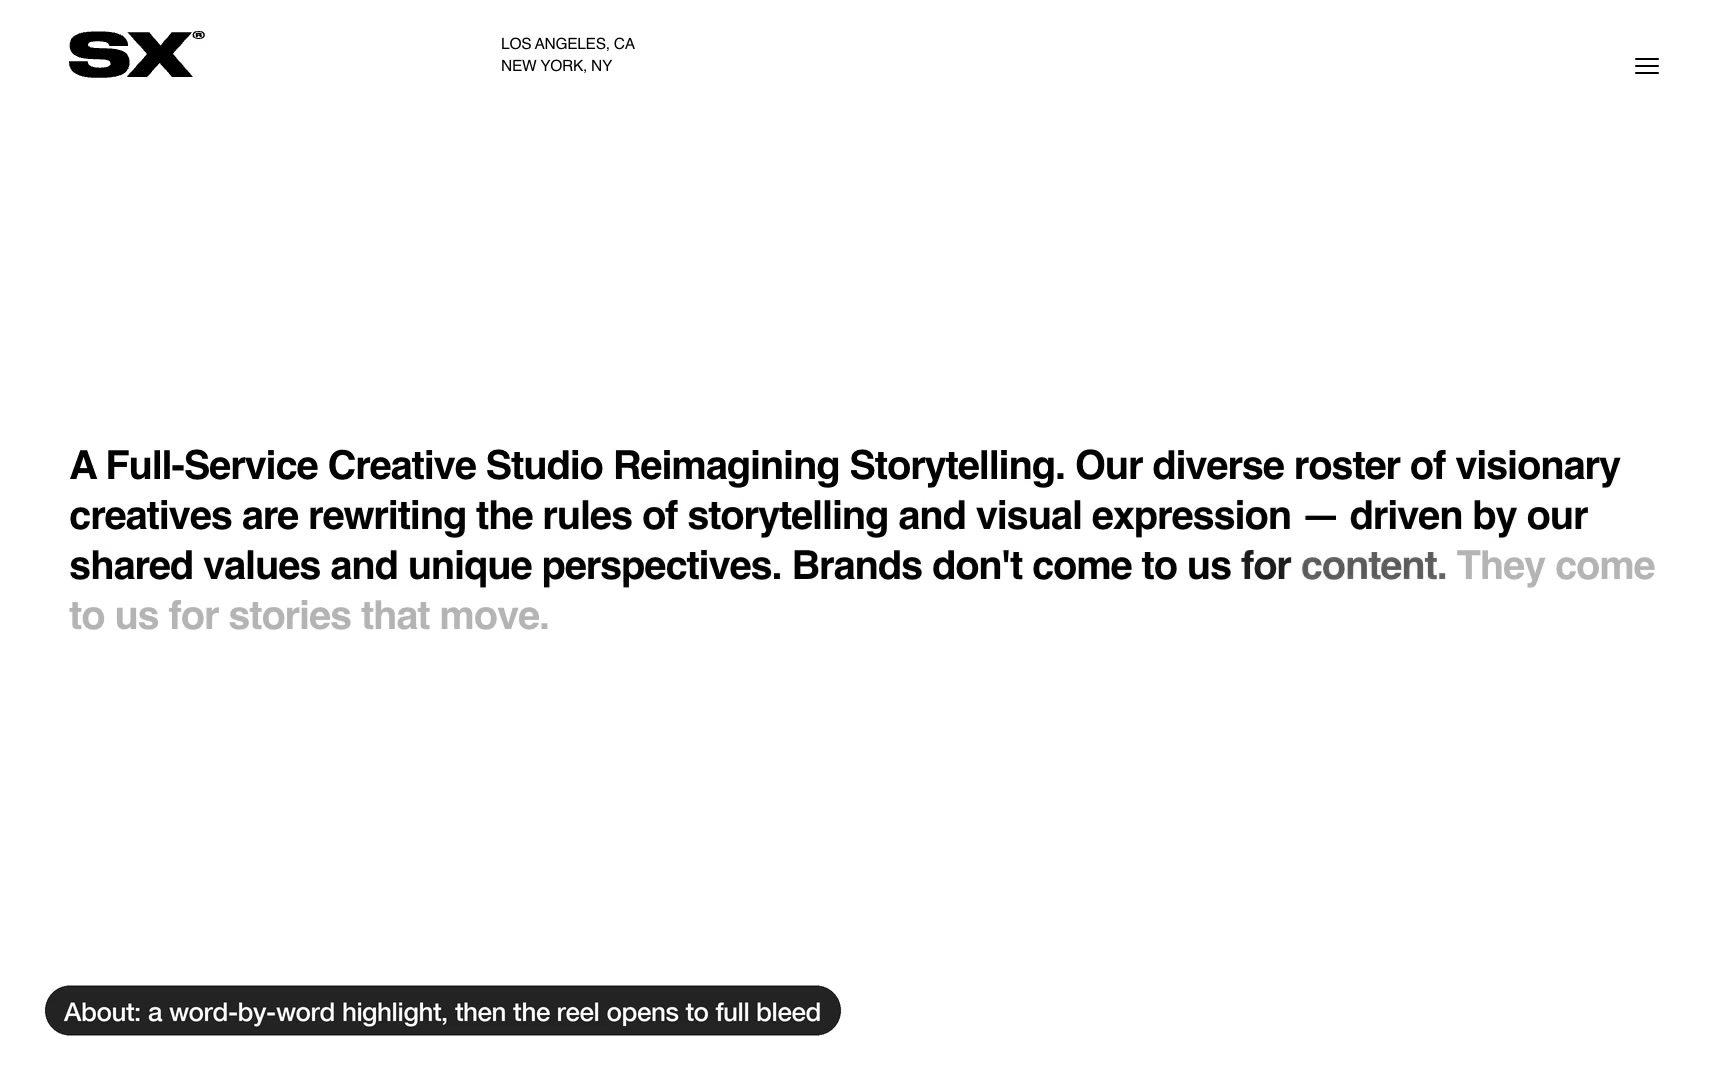 SX®
LOS ANGELES, CA
NEW YORK, NY
A Full-Service Creative Studio Reimagining Storytelling. Our diverse roster of visionary
creatives are rewriting the rules of storytelling and visual expression — driven by our
shared values and unique perspectives. Brands don't come to us for content. They come
to us for stories that move.
About: a word-by-word highlight, then the reel opens to full bleed